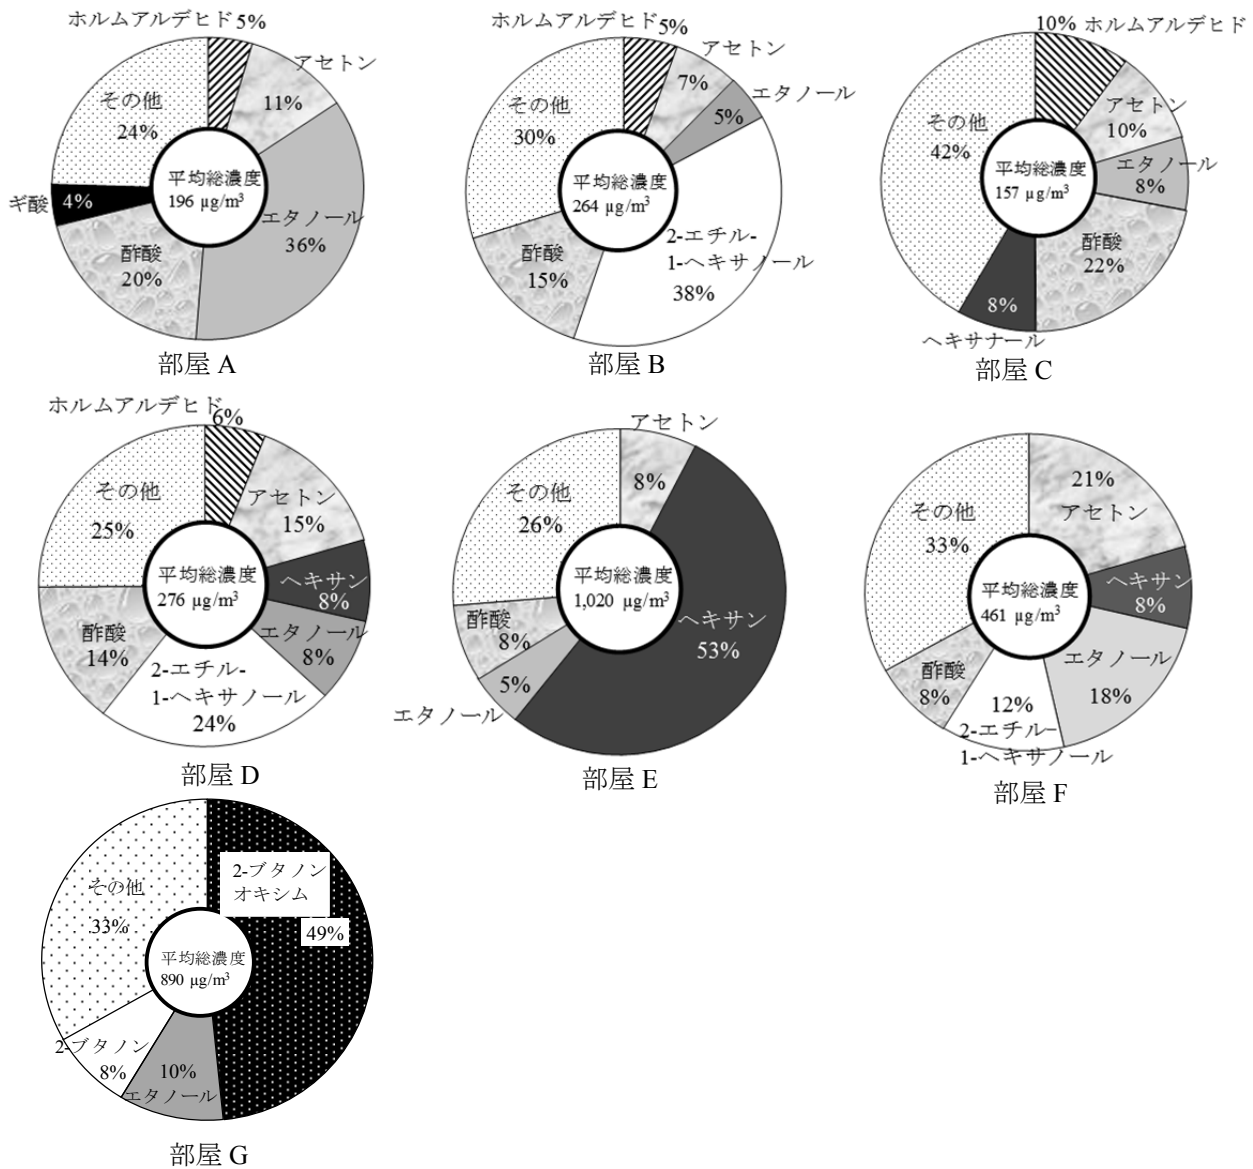 ホルムアルデヒド 5%
アセトン
11%
エタノール
36%
酢酸
20%
ギ酸
4%
その他
24%
平均総濃度
196 µg/m³
部屋 A
ホルムアルデヒド
5%
アセトン
7%
エタノール
5%
2-エチル-
1-ヘキサノール
38%
酢酸
15%
その他
30%
平均総濃度
264 µg/m³
部屋 B
10% ホルムアルデヒド
アセトン
10%
エタノール
8%
酢酸
22%
8%
ヘキサナール
その他
42%
平均総濃度
157 µg/m³
部屋 C
ホルムアルデヒド
6%
アセトン
15%
ヘキサン
8%
エタノール
8%
2-エチル-
1-ヘキサノール
24%
酢酸
14%
その他
25%
平均総濃度
276 µg/m³
部屋 D
アセトン
8%
ヘキサン
53%
5%
エタノール
酢酸
8%
その他
26%
平均総濃度
1,020 µg/m³
部屋 E
21%
アセトン
ヘキサン
8%
エタノール
18%
12%
2-エチル-
1-ヘキサノール
酢酸
8%
その他
33%
平均総濃度
461 µg/m³
部屋 F
2-ブタノン
オキシム
49%
10%
エタノール
2-ブタノン
8%
その他
33%
平均総濃度
890 µg/m³
部屋 G